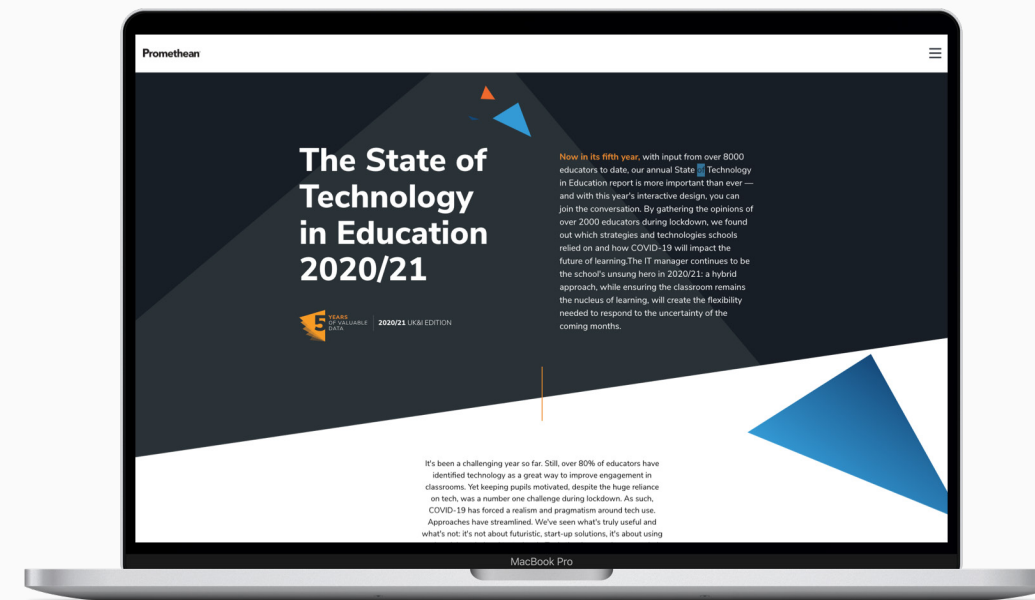 Promethean
The State of
Technology
in Education
2020/21
5 YEARS
OF VALUABLE
DATA
2020/21 UK&I EDITION
Now in its fifth year, with input from over 8000
educators to date, our annual State of Technology
in Education report is more important than ever —
and with this year's interactive design, you can
join the conversation. By gathering the opinions of
over 2000 educators during lockdown, we found
out which strategies and technologies schools
relied on and how COVID-19 will impact the
future of learning.The IT manager continues to be
the school's unsung hero in 2020/21: a hybrid
approach, while ensuring the classroom remains
the nucleus of learning, will create the flexibility
needed to respond to the uncertainty of the
coming months.
It's been a challenging year so far. Still, over 80% of educators have
identified technology as a great way to improve engagement in
classrooms. Yet keeping pupils motivated, despite the huge reliance
on tech, was a number one challenge during lockdown. As such,
COVID-19 has forced a realism and pragmatism around tech use.
Approaches have streamlined. We've seen what's truly useful and
what's not: it's not about futuristic, start-up solutions, it's about using
MacBook Pro